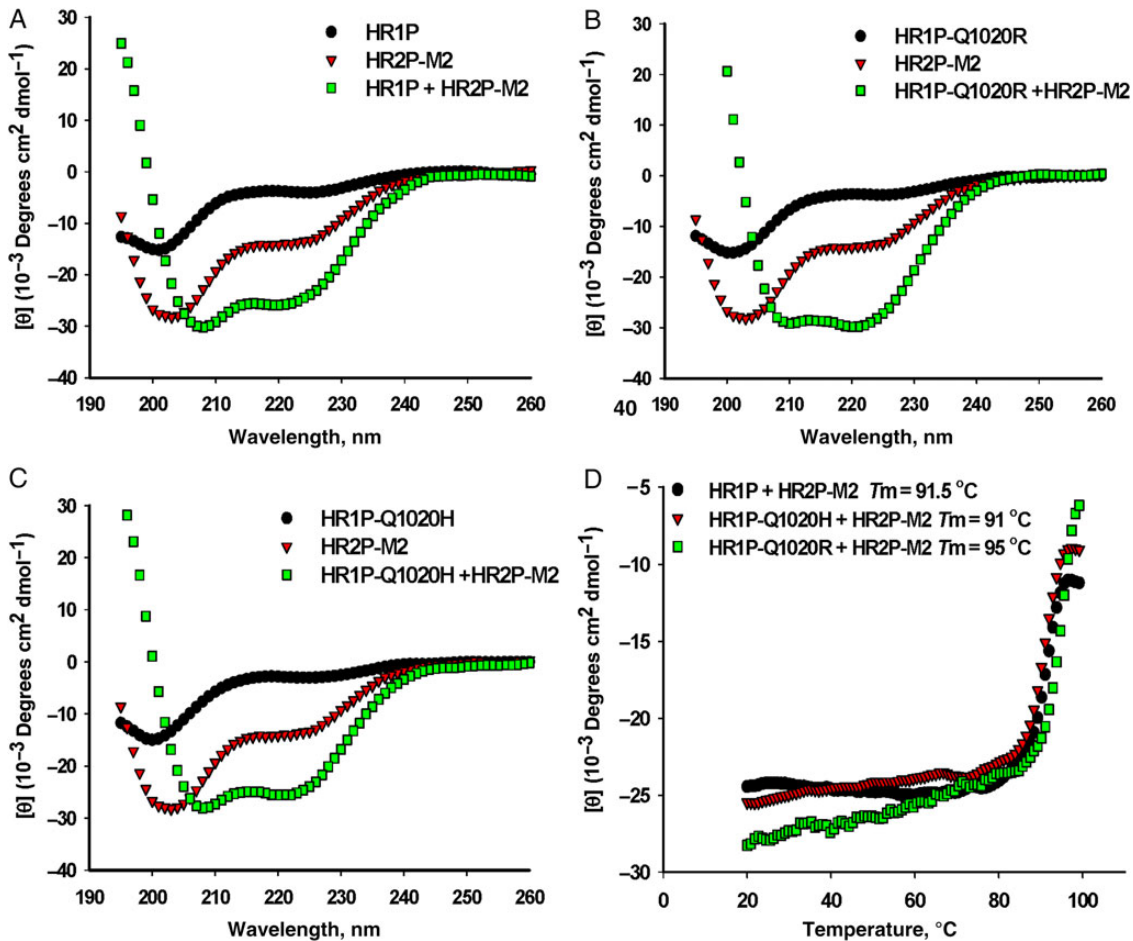 A
30
20
10
0
–10
–20
–30
–40
[θ] (10⁻³ Degrees cm² dmol⁻¹)
HR1P
HR2P-M2
HR1P + HR2P-M2
190 200 210 220 230 240 250 260
Wavelength, nm
B
30
20
10
0
–10
–20
–30
40
[θ] (10⁻³ Degrees cm² dmol⁻¹)
HR1P-Q1020R
HR2P-M2
HR1P-Q1020R +HR2P-M2
190 200 210 220 230 240 250 260
Wavelength, nm
C
30
20
10
0
–10
–20
–30
–40
[θ] (10⁻³ Degrees cm² dmol⁻¹)
HR1P-Q1020H
HR2P-M2
HR1P-Q1020H +HR2P-M2
190 200 210 220 230 240 250 260
Wavelength, nm
D
–5
–10
–15
–20
–25
–30
[θ] (10⁻³ Degrees cm² dmol⁻¹)
HR1P + HR2P-M2 Tm = 91.5 °C
HR1P-Q1020H + HR2P-M2 Tm = 91 °C
HR1P-Q1020R + HR2P-M2 Tm = 95 °C
0 20 40 60 80 100
Temperature, °C